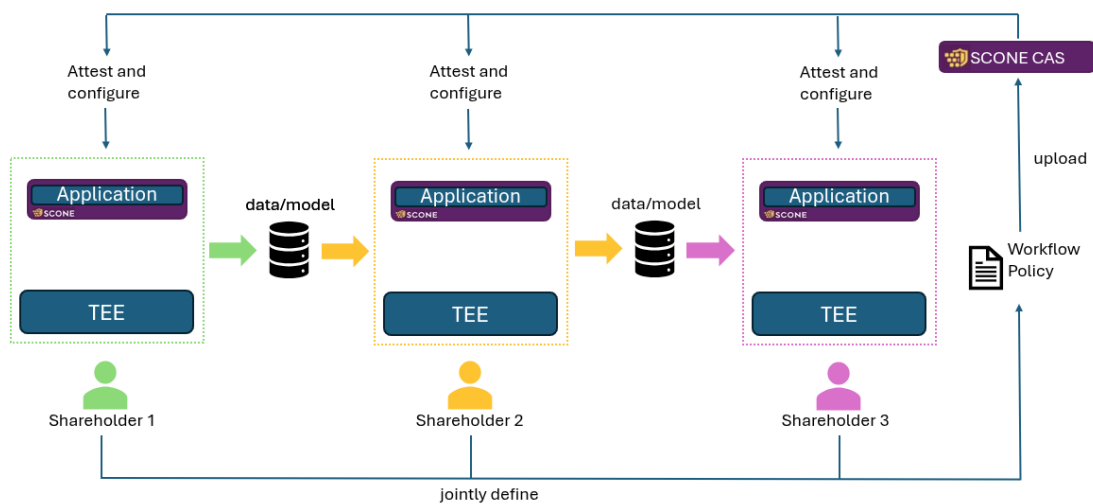 SCONE CAS
Attest and
configure
Attest and
configure
Attest and
configure
upload
Application
SCONE
data/model
Application
SCONE
data/model
Application
SCONE
Workflow
Policy
TEE
TEE
TEE
Shareholder 1
Shareholder 2
Shareholder 3
jointly define